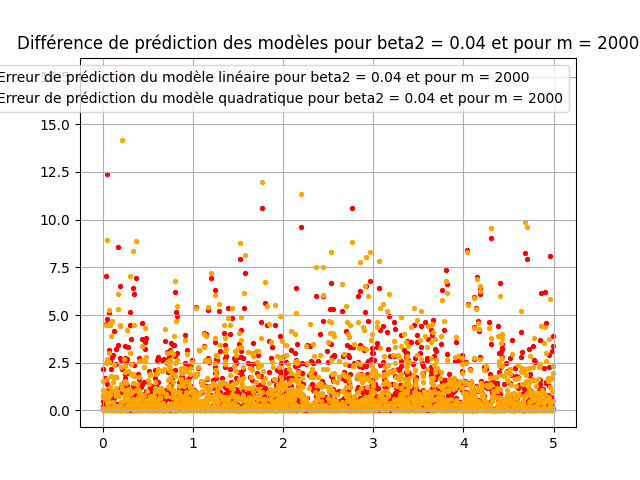 Différence de prédiction des modèles pour beta2 = 0.04 et pour m = 2000
Erreur de prédiction du modèle linéaire pour beta2 = 0.04 et pour m = 2000
Erreur de prédiction du modèle quadratique pour beta2 = 0.04 et pour m = 2000
15.0
12.5
10.0
7.5
5.0
2.5
0.0
0 1 2 3 4 5